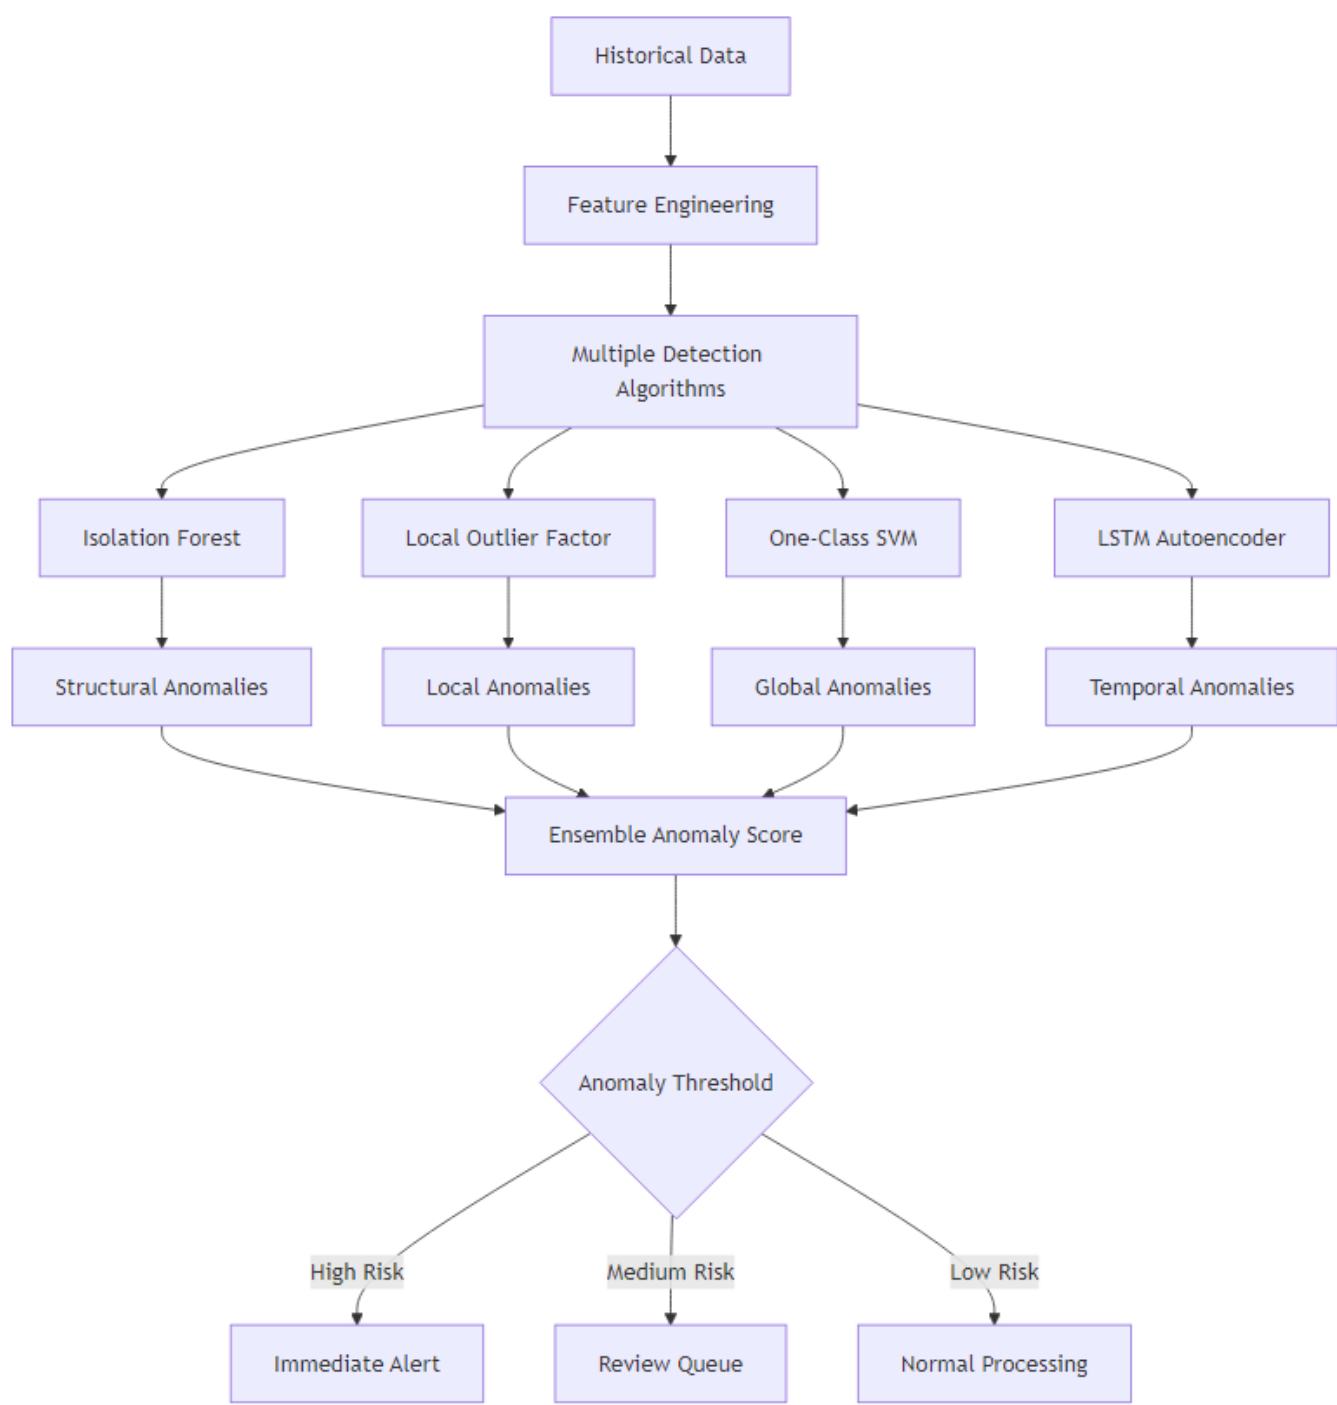 Historical Data
Feature Engineering
Multiple Detection
Algorithms
Isolation Forest
Local Outlier Factor
One-Class SVM
LSTM Autoencoder
Structural Anomalies
Local Anomalies
Global Anomalies
Temporal Anomalies
Ensemble Anomaly Score
Anomaly Threshold
High Risk
Medium Risk
Low Risk
Immediate Alert
Review Queue
Normal Processing